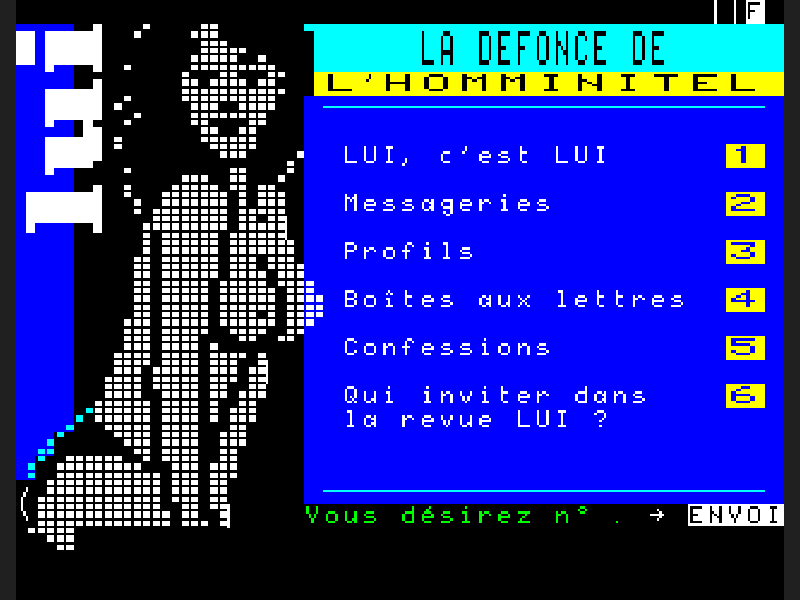 F
lui
LA DEFONCE DE
L'HOMMINITEL
LUI, c'est LUI 1
Messageries 2
Profils 3
Boîtes aux lettres 4
Confessions 5
Qui inviter dans 6
la revue LUI ?
Vous désirez n° . → ENVOI